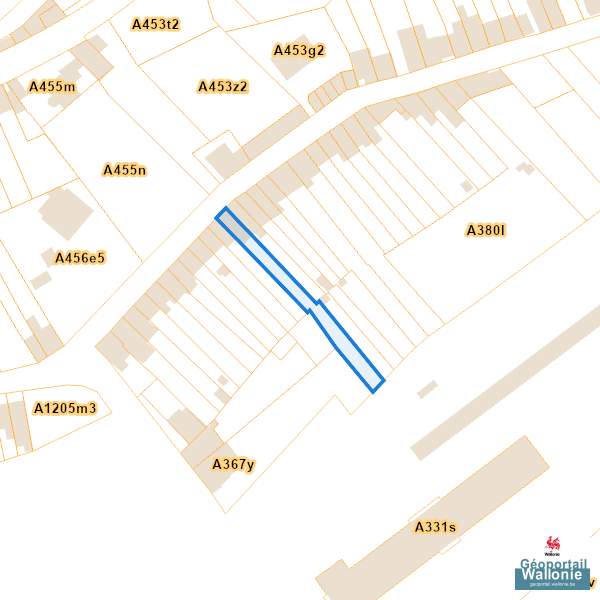 A453t2
A453g2
A455m
A453z2
A455n
A380l
A456e5
A1205m3
A367y
A331s
Wallonie
Géoportail
Wallonie
geoportail.wallonie.be
v